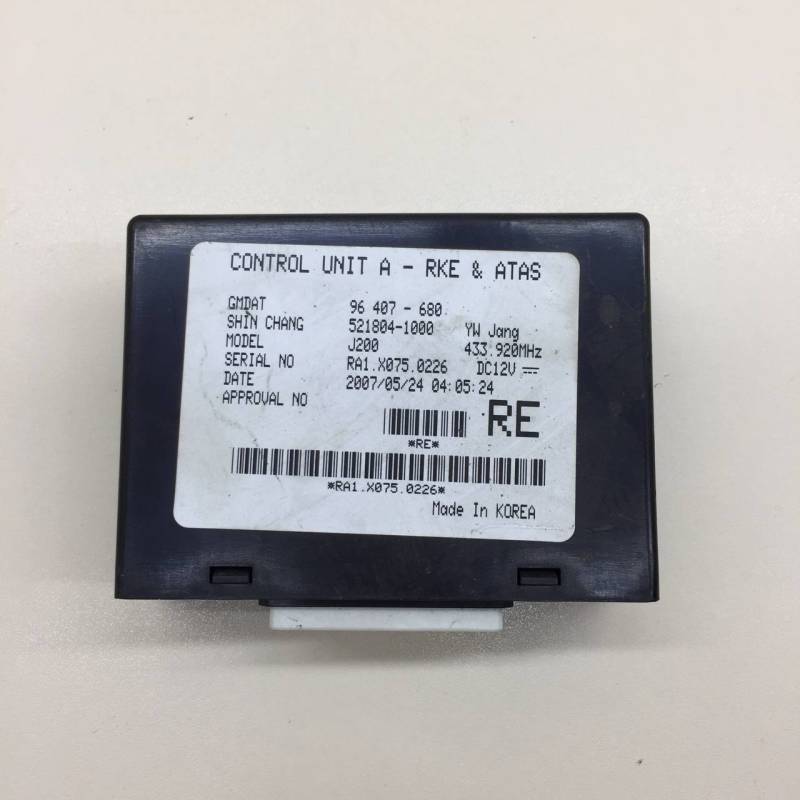 CONTROL UNIT A - RKE & ATAS
GMDAT 96 407 - 680
SHIN CHANG 521804-1000 YW Jang
MODEL J200 433.920MHz
SERIAL NO RA1.X075.0226 DC12V
DATE 2007/05/24 04:05:24
APPROVAL NO
RE
*RE*
*RA1.X075.0226*
Made In KOREA